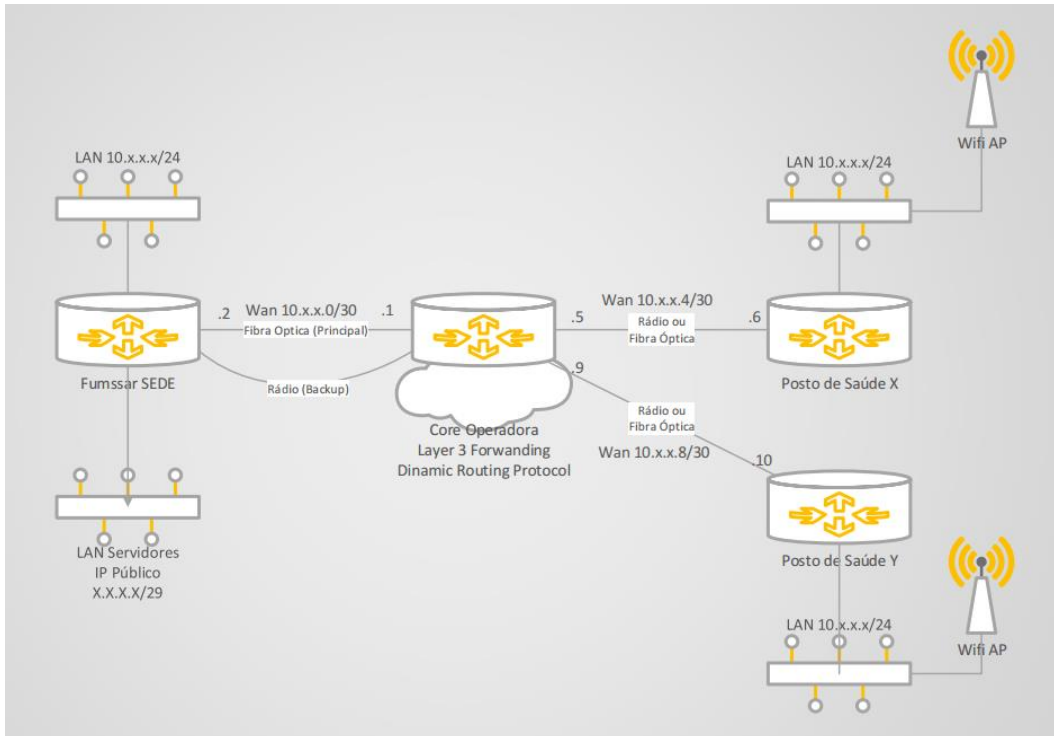 Wifi AP
LAN 10.x.x.x/24
LAN 10.x.x.x/24
.2
Wan 10.x.x.0/30
.1
Fibra Optica (Principal)
.5
Wan 10.x.x.4/30
.6
Rádio ou
Fibra Óptica
Fumssar SEDE
Rádio (Backup)
Posto de Saúde X
.9
Core Operadora
Layer 3 Forwanding
Dinamic Routing Protocol
Rádio ou
Fibra Óptica
Wan 10.x.x.8/30
.10
LAN Servidores
IP Público
X.X.X.X/29
Posto de Saúde Y
LAN 10.x.x.x/24
Wifi AP